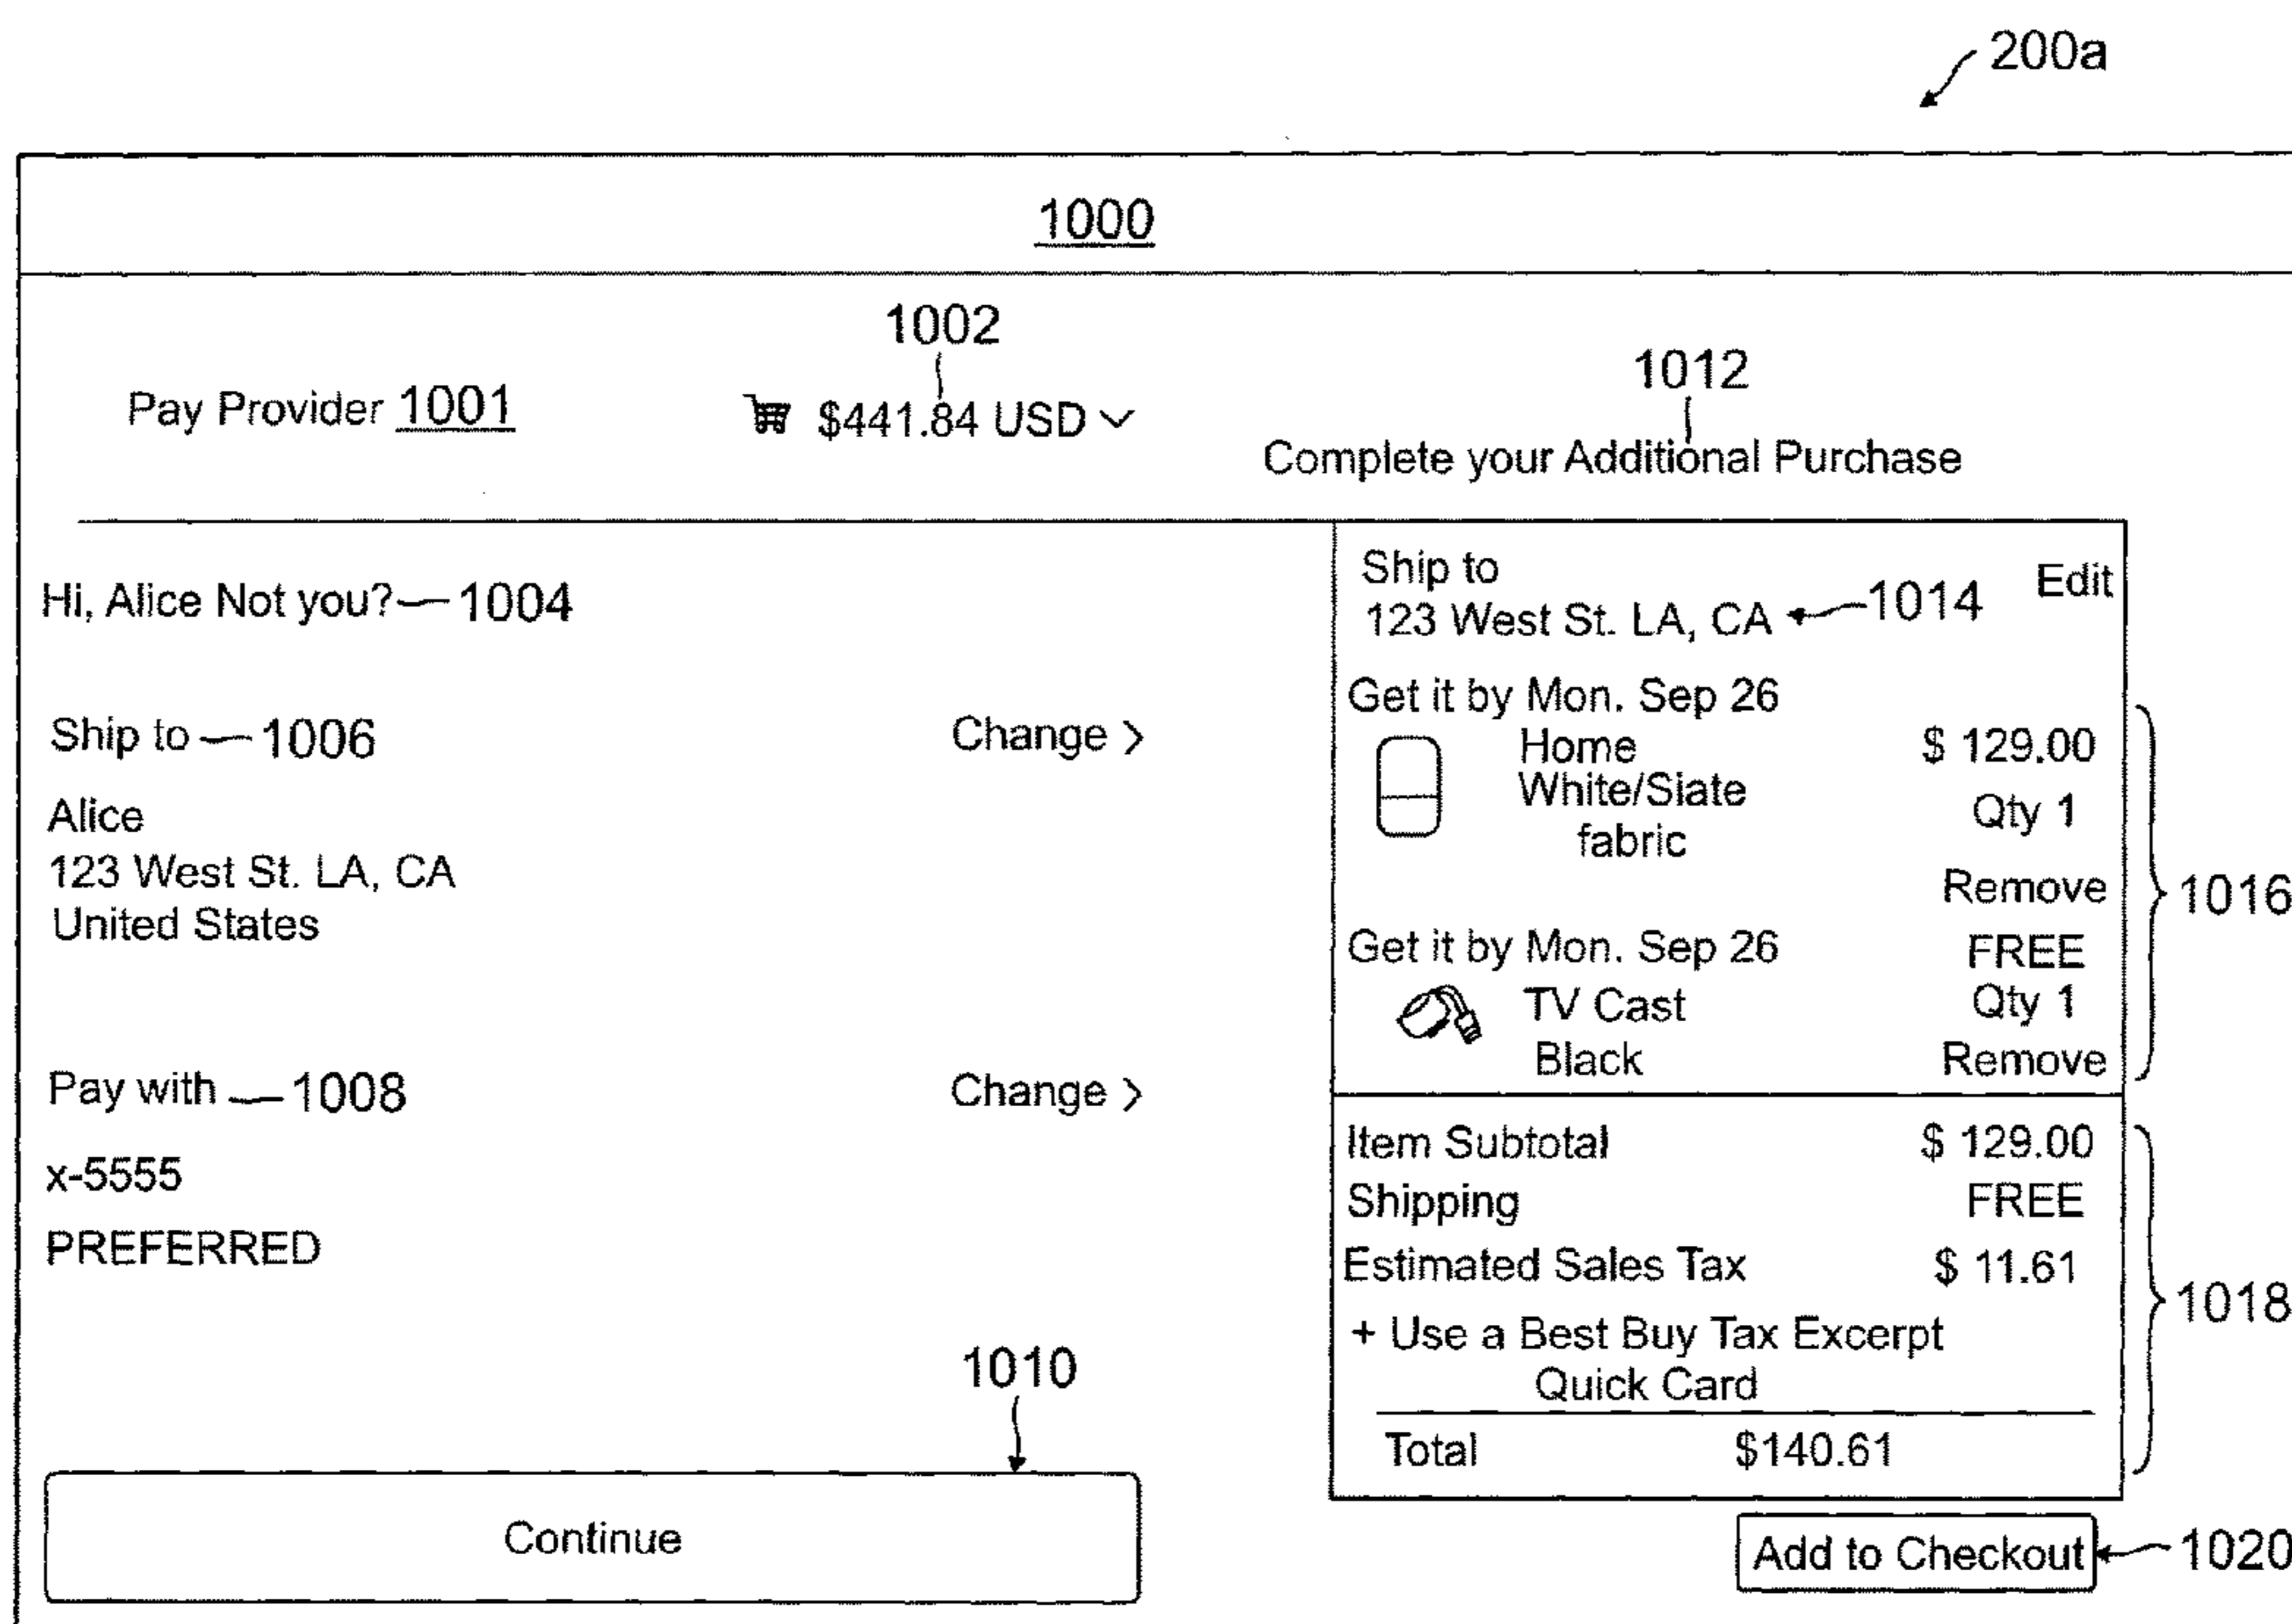 200a
1000
1002
Pay Provider 1001
$441.84 USD
1012
Complete your Additional Purchase
Hi, Alice Not you? 1004
Ship to 1006
Change >
Alice
123 West St. LA, CA
United States
Pay with 1008
Change >
x-5555
PREFERRED
1010
Continue
Ship to
Edit
123 West St. LA, CA 1014
Get it by Mon. Sep 26
Home $ 129.00
White/Slate Qty 1
fabric
Remove
1016
Get it by Mon. Sep 26 FREE
TV Cast Qty 1
Black Remove
Item Subtotal $ 129.00
Shipping FREE
Estimated Sales Tax $ 11.61
1018
+ Use a Best Buy Tax Excerpt
Quick Card
Total $140.61
Add to Checkout 1020